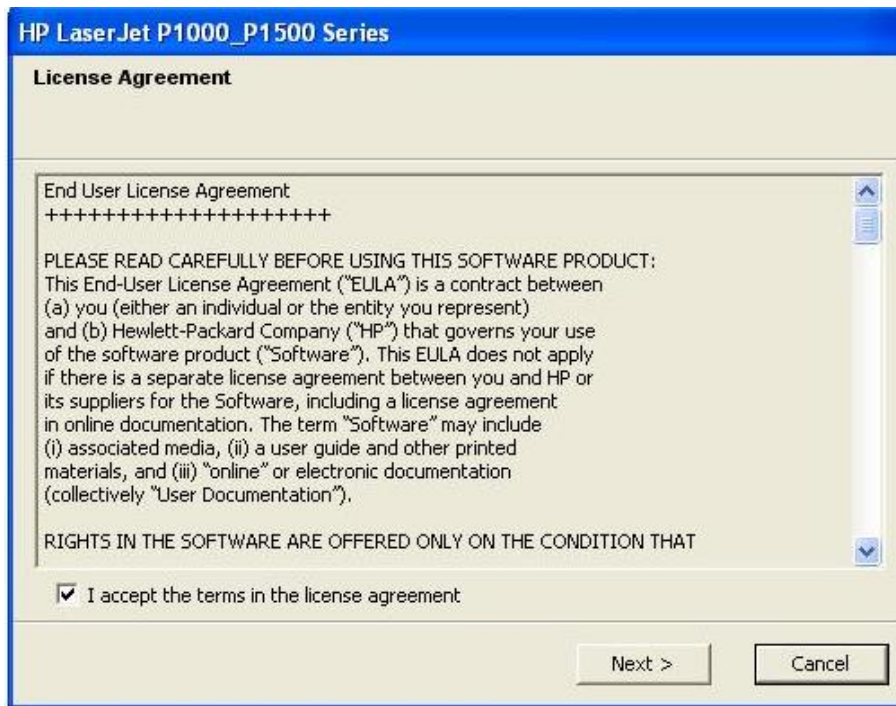 HP LaserJet P1000_P1500 Series
License Agreement
End User License Agreement
++++++++++++++++++++
PLEASE READ CAREFULLY BEFORE USING THIS SOFTWARE PRODUCT:
This End-User License Agreement ("EULA") is a contract between
(a) you (either an individual or the entity you represent)
and (b) Hewlett-Packard Company ("HP") that governs your use
of the software product ("Software"). This EULA does not apply
if there is a separate license agreement between you and HP or
its suppliers for the Software, including a license agreement
in online documentation. The term "Software" may include
(i) associated media, (ii) a user guide and other printed
materials, and (iii) "online" or electronic documentation
(collectively "User Documentation").
RIGHTS IN THE SOFTWARE ARE OFFERED ONLY ON THE CONDITION THAT
I accept the terms in the license agreement
Next >
Cancel